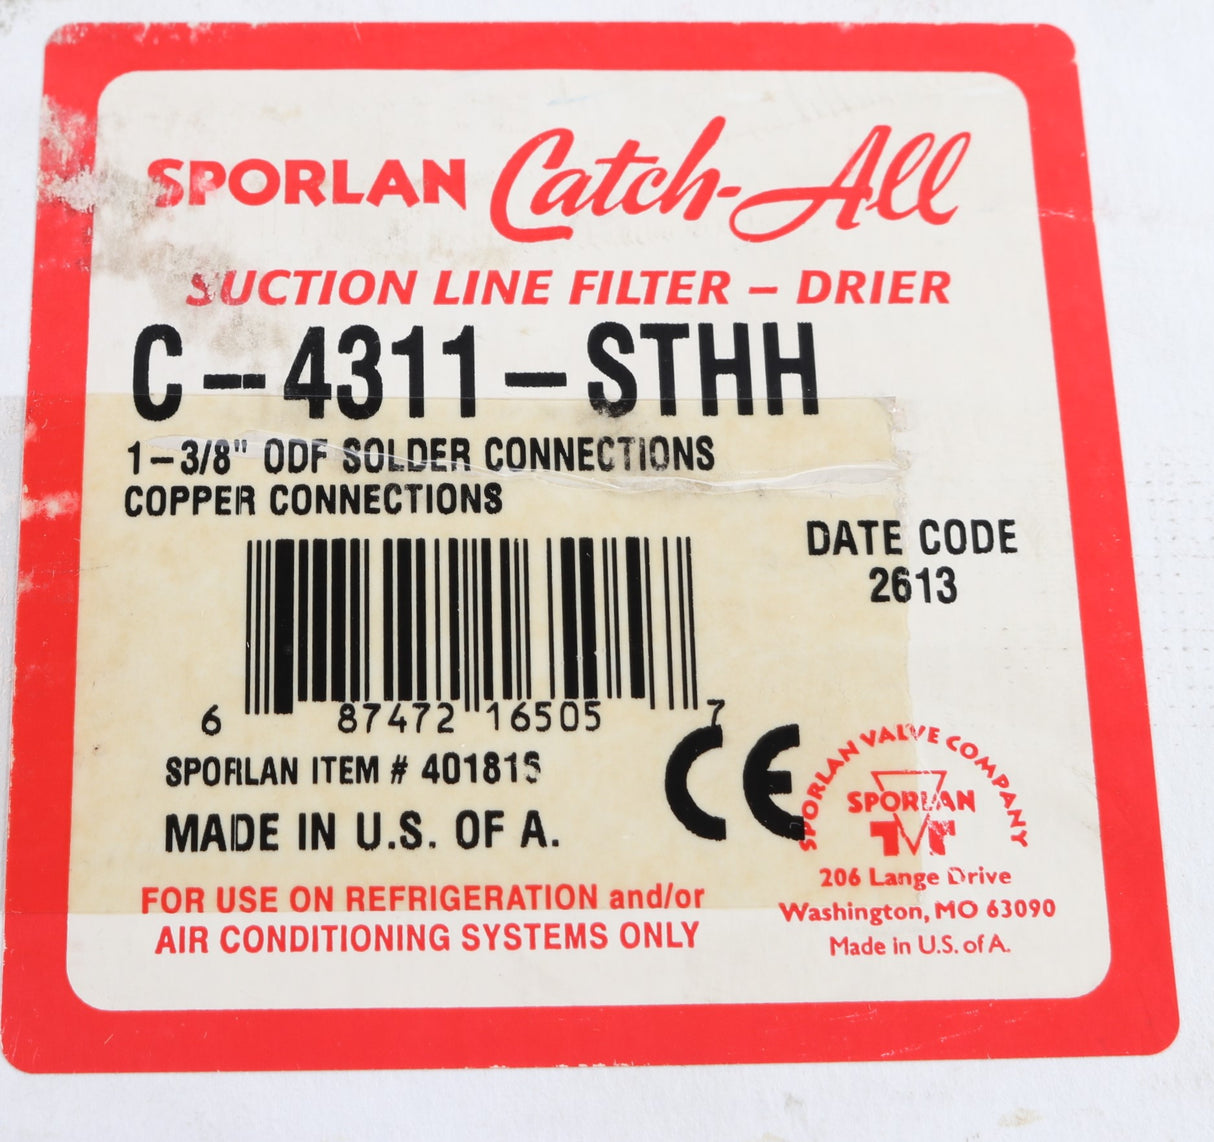 SPORLAN Catch-All
SUCTION LINE FILTER – DRIER
C–4311–STHH
1–3/8" ODF SOLDER CONNECTIONS
COPPER CONNECTIONS
DATE CODE
2613
6 87472 16505 7
SPORLAN ITEM #
MADE IN U.S. OF A.
CE
SPORLAN VALVE COMPANY
SPORLAN
206 Lange Drive
Washington, MO 63090
Made in U.S. of A.
FOR USE ON REFRIGERATION and/or
AIR CONDITIONING SYSTEMS ONLY